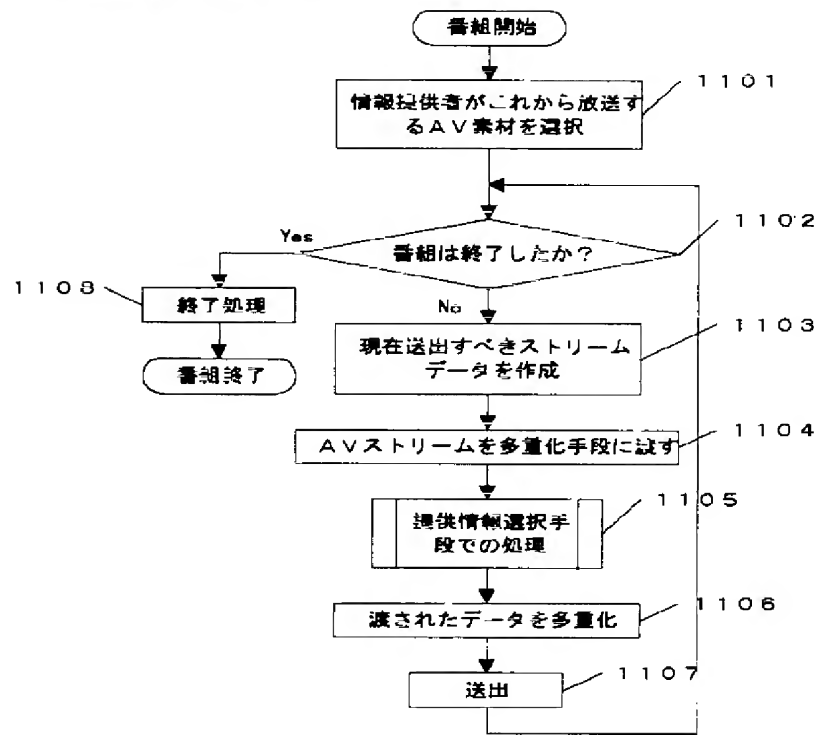 番組開始
情報提供者がこれから放送す
るAV素材を選択
1101
番組は終了したか?
1102
Yes
No
1108
終了処理
番組終了
現在送出すべきストリーム
データを作成
1103
AVストリームを多重化手段に渡す
1104
提供情報選択手
段での処理
1105
渡されたデータを多重化
1106
送出
1107